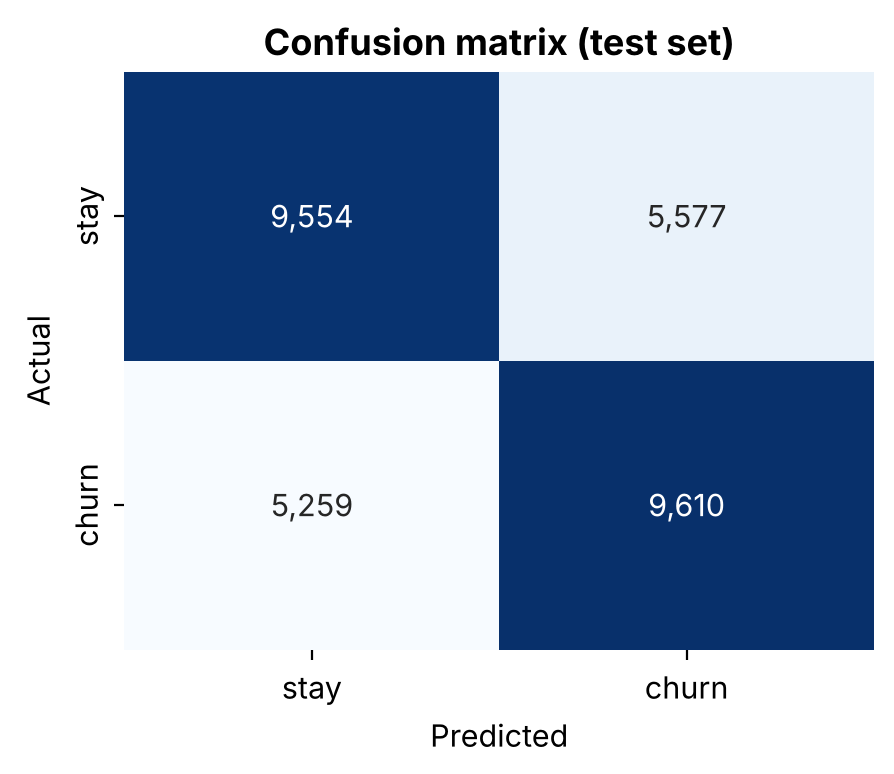 Confusion matrix (test set)
Actual
stay
9,554
5,577
churn
5,259
9,610
stay
churn
Predicted